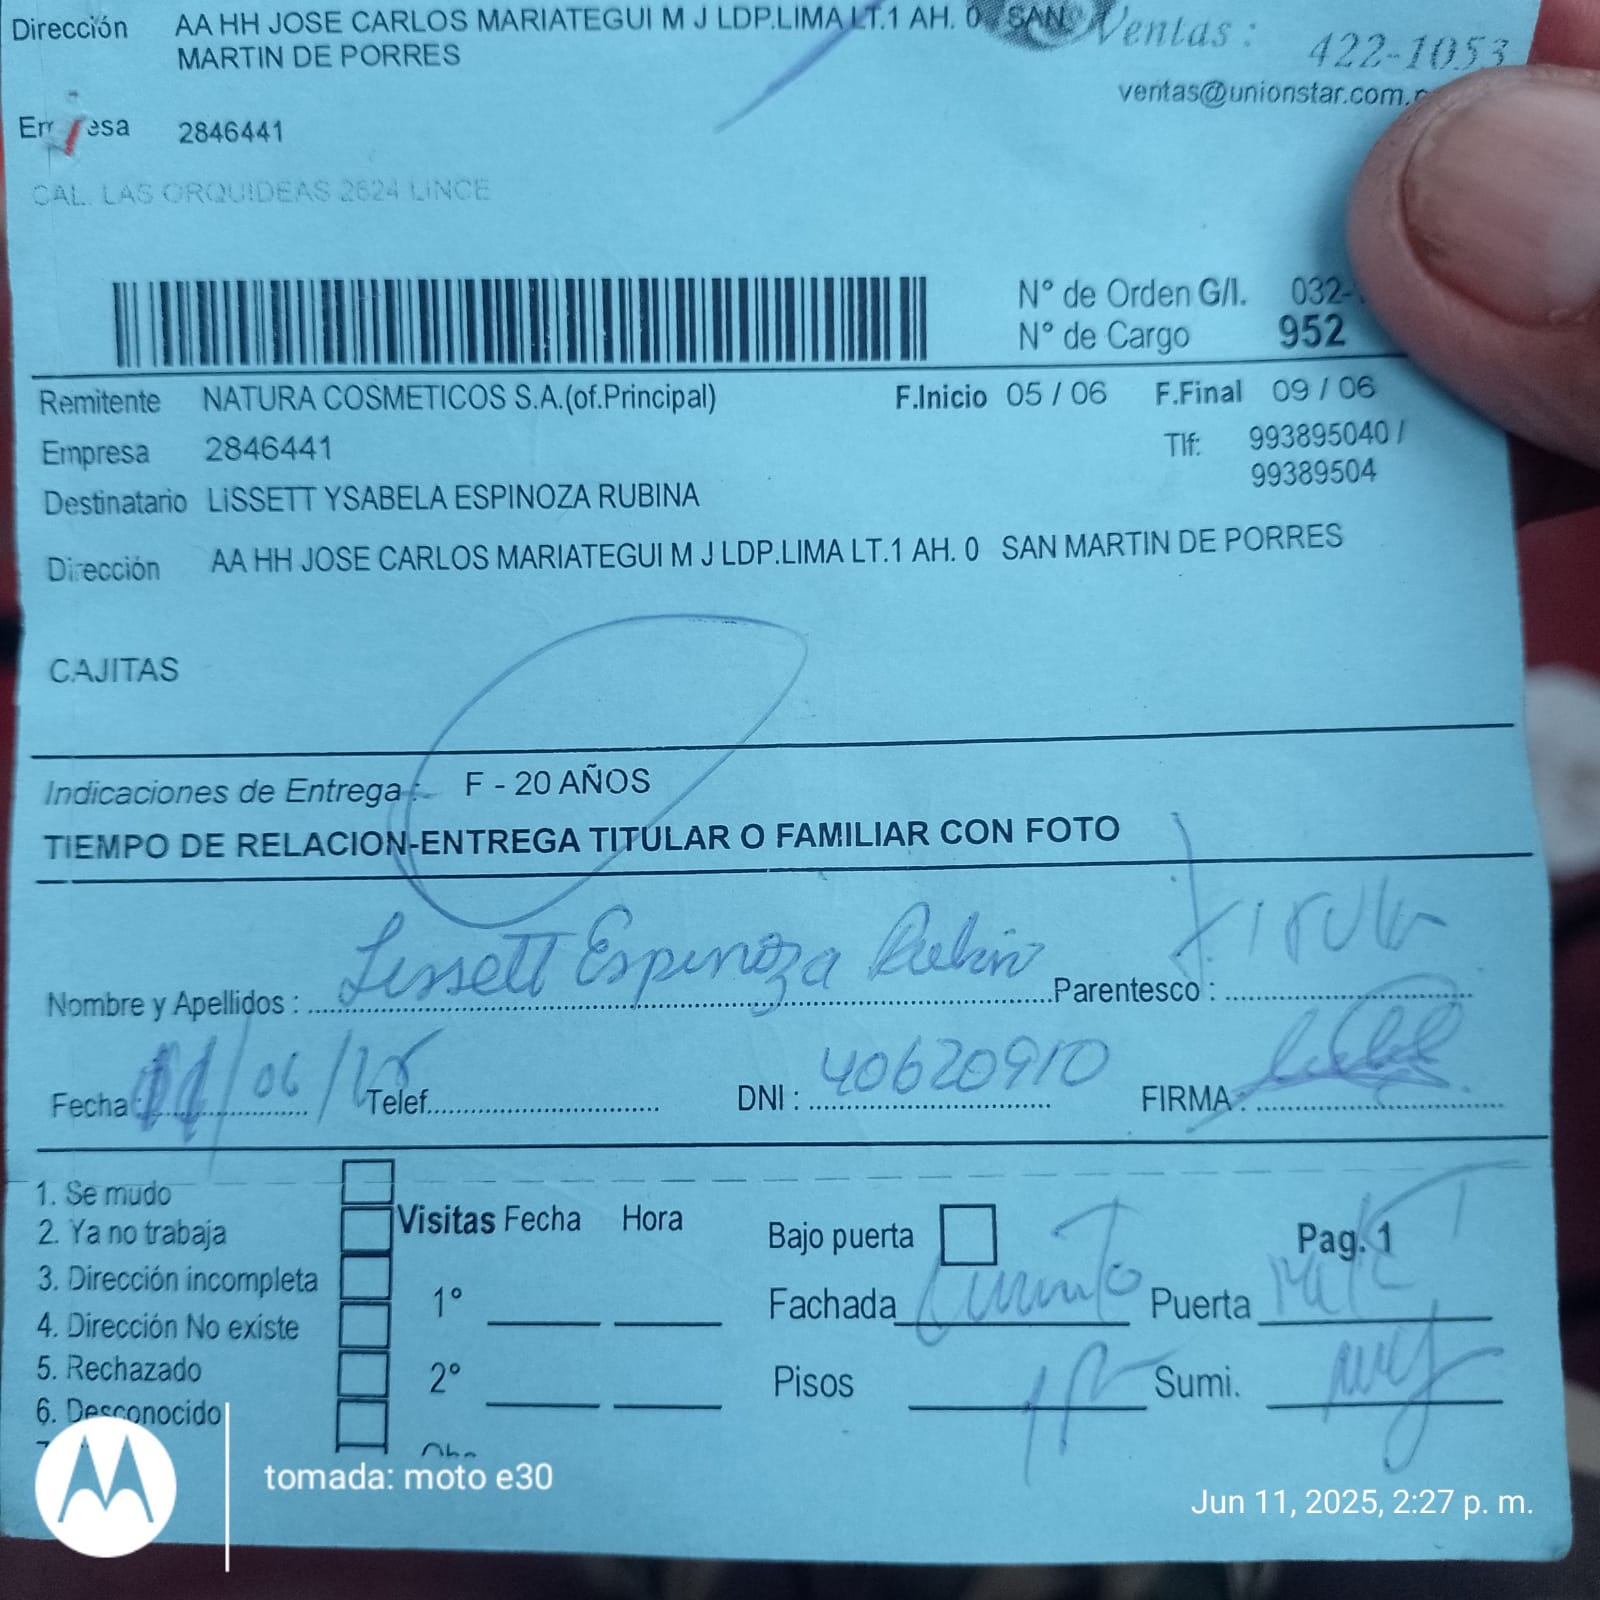 Dirección AA HH JOSE CARLOS MARIATEGUI M J LDP.LIMA LT.1 AH. 0 SAN
MARTIN DE PORRES
Ventas: 422-1053
ventas@unionstar.com.
2846441
CAL. LAS ORQUIDEAS 2624 LINCE
N° de Orden G/I. 032-
N° de Cargo 952
Remitente NATURA COSMETICOS S.A.(of.Principal) F.Inicio 05 / 06 F.Final 09 / 06
Empresa 2846441 Tlf: 993895040 /
99389504
Destinatario LiSSETT YSABELA ESPINOZA RUBINA
Dirección AA HH JOSE CARLOS MARIATEGUI M J LDP.LIMA LT.1 AH. 0 SAN MARTIN DE PORRES
CAJITAS
Indicaciones de Entrega : F - 20 AÑOS
TIEMPO DE RELACION-ENTREGA TITULAR O FAMILIAR CON FOTO
Nombre y Apellidos : Lissett Espinoza Rubin Parentesco :
Fecha : 11/06/25 Telef. DNI : 40620910 FIRMA :
1. Se mudo
2. Ya no trabaja
3. Dirección incompleta
4. Dirección No existe
5. Rechazado
6. Desconocido
Visitas Fecha Hora
1°
2°
Bajo puerta Pag. 1
Fachada Puerta
Pisos Sumi.
tomada: moto e30
Jun 11, 2025, 2:27 p. m.